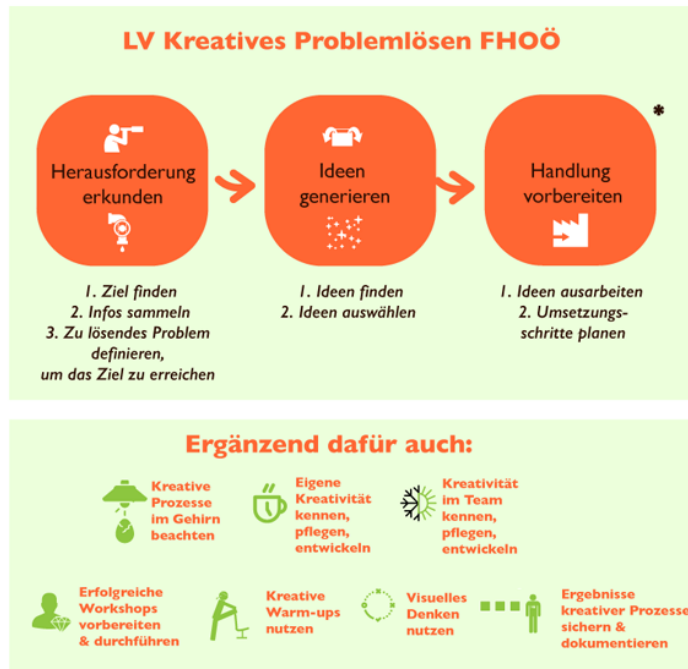 LV Kreatives Problemlösen FHOÖ
*
Herausforderung
erkunden
Ideen
generieren
Handlung
vorbereiten
1. Ziel finden
2. Infos sammeln
3. Zu lösendes Problem
definieren,
um das Ziel zu erreichen
1. Ideen finden
2. Ideen auswählen
1. Ideen ausarbeiten
2. Umsetzungs-
schritte planen
Ergänzend dafür auch:
Kreative
Prozesse
im Gehirn
beachten
Eigene
Kreativität
kennen,
pflegen,
entwickeln
Kreativität
im Team
kennen,
pflegen,
entwickeln
Erfolgreiche
Workshops
vorbereiten
& durchführen
Kreative
Warm-ups
nutzen
Visuelles
Denken
nutzen
Ergebnisse
kreativer Prozesse
sichern &
dokumentieren